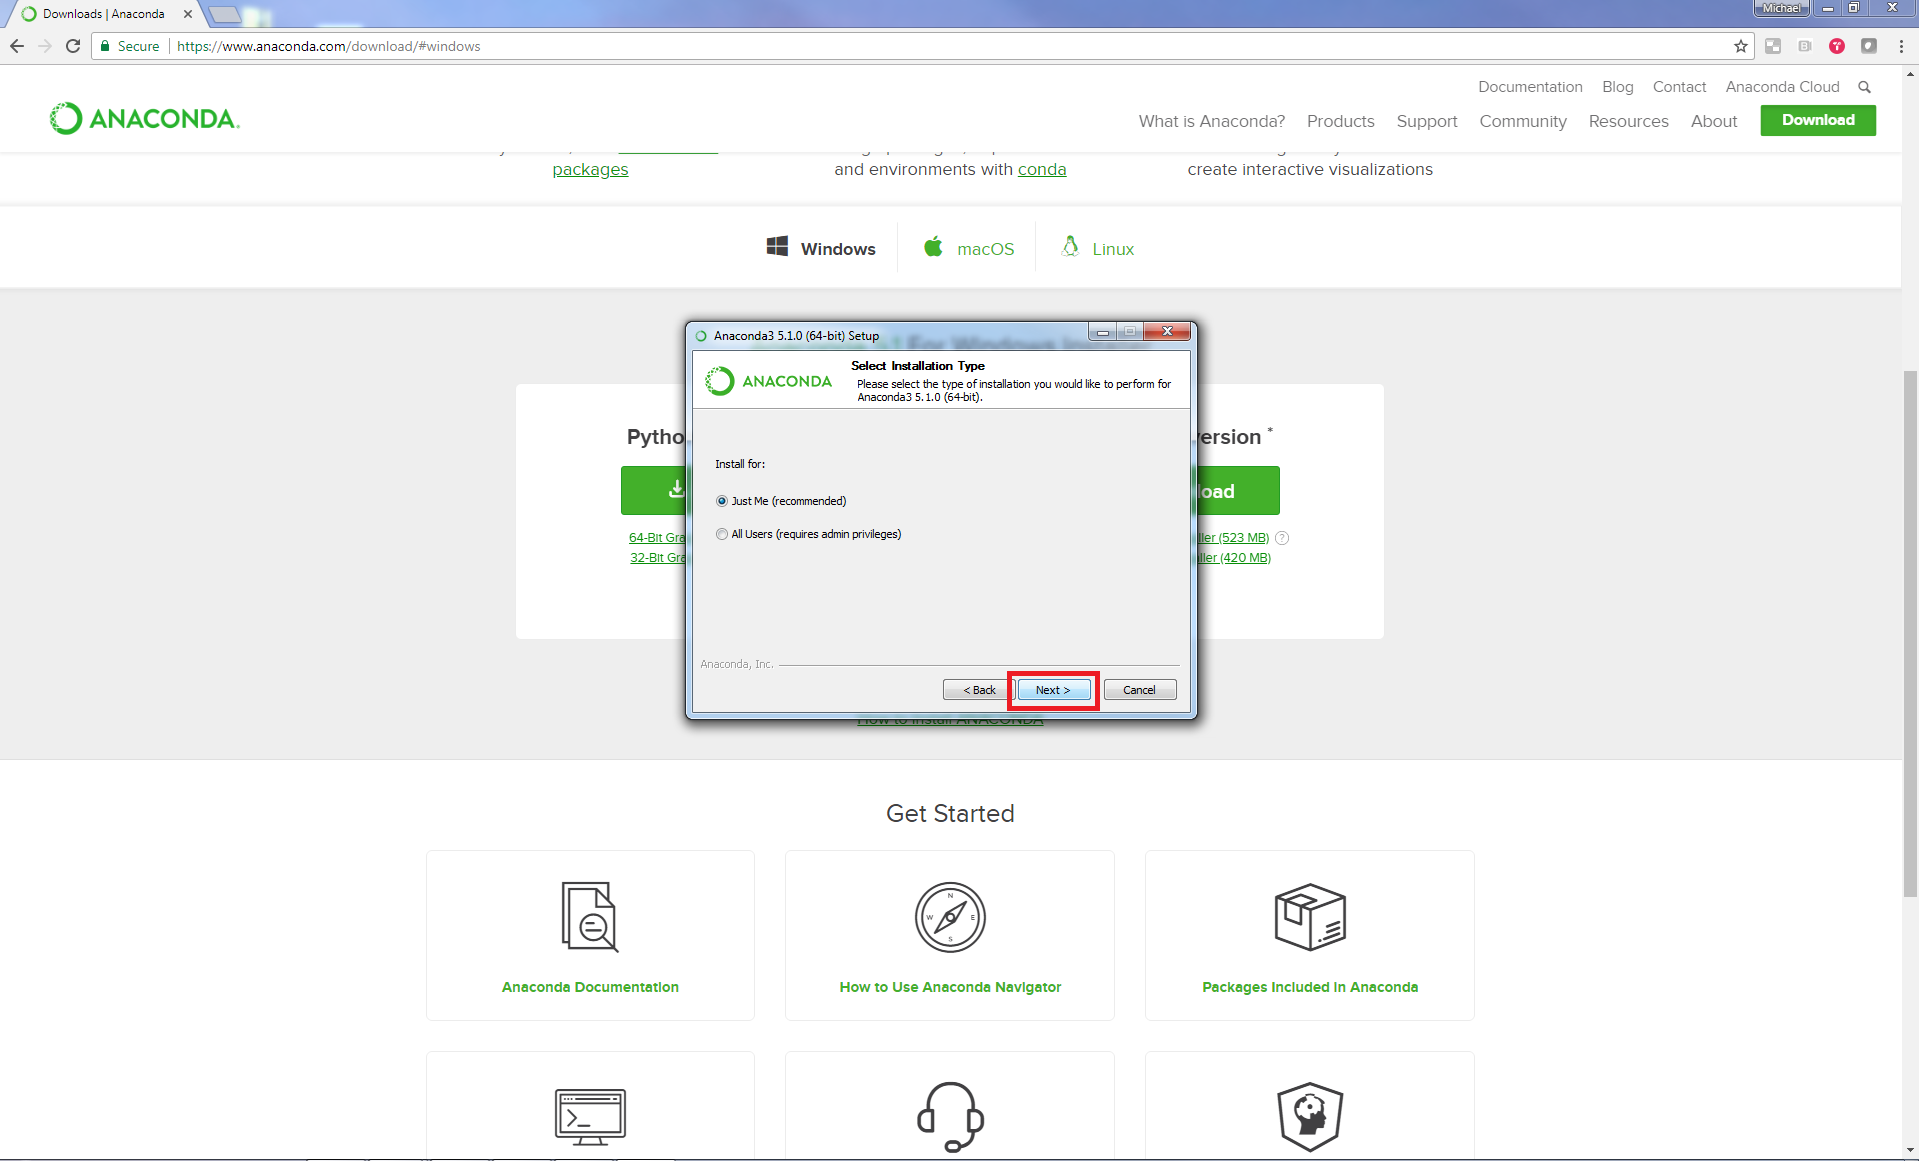 Downloads | Anaconda
Michael
Secure
https://www.anaconda.com/download/#windows
Documentation Blog Contact Anaconda Cloud
ANACONDA.
What is Anaconda? Products Support Community Resources About Download
packages
and environments with conda
create interactive visualizations
Windows macOS Linux
Anaconda3 5.1.0 (64-bit) Setup
ANACONDA
Select Installation Type
Please select the type of installation you would like to perform for
Anaconda3 5.1.0 (64-bit).
Install for:
Just Me (recommended)
All Users (requires admin privileges)
Anaconda, Inc.
< Back Next > Cancel
Pytho
ersion *
oad
64-Bit Gra
32-Bit Gra
ller (523 MB) ?
aller (420 MB)
How to Install ANACONDA
Get Started
N
W E
S
Anaconda Documentation
How to Use Anaconda Navigator
Packages Included in Anaconda